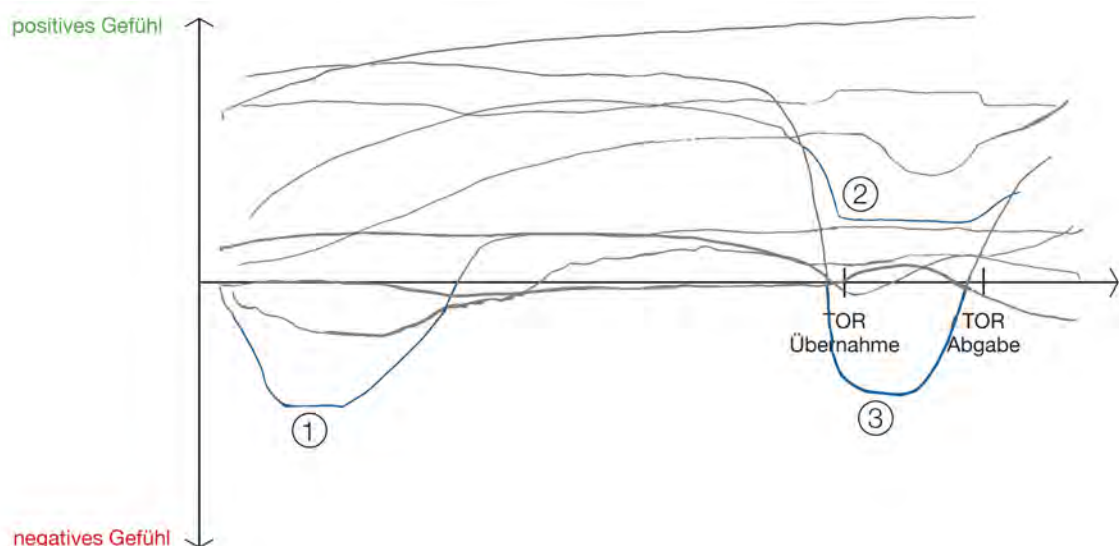 positives Gefühl
2
TOR
Übernahme
TOR
Abgabe
1
3
negatives Gefühl